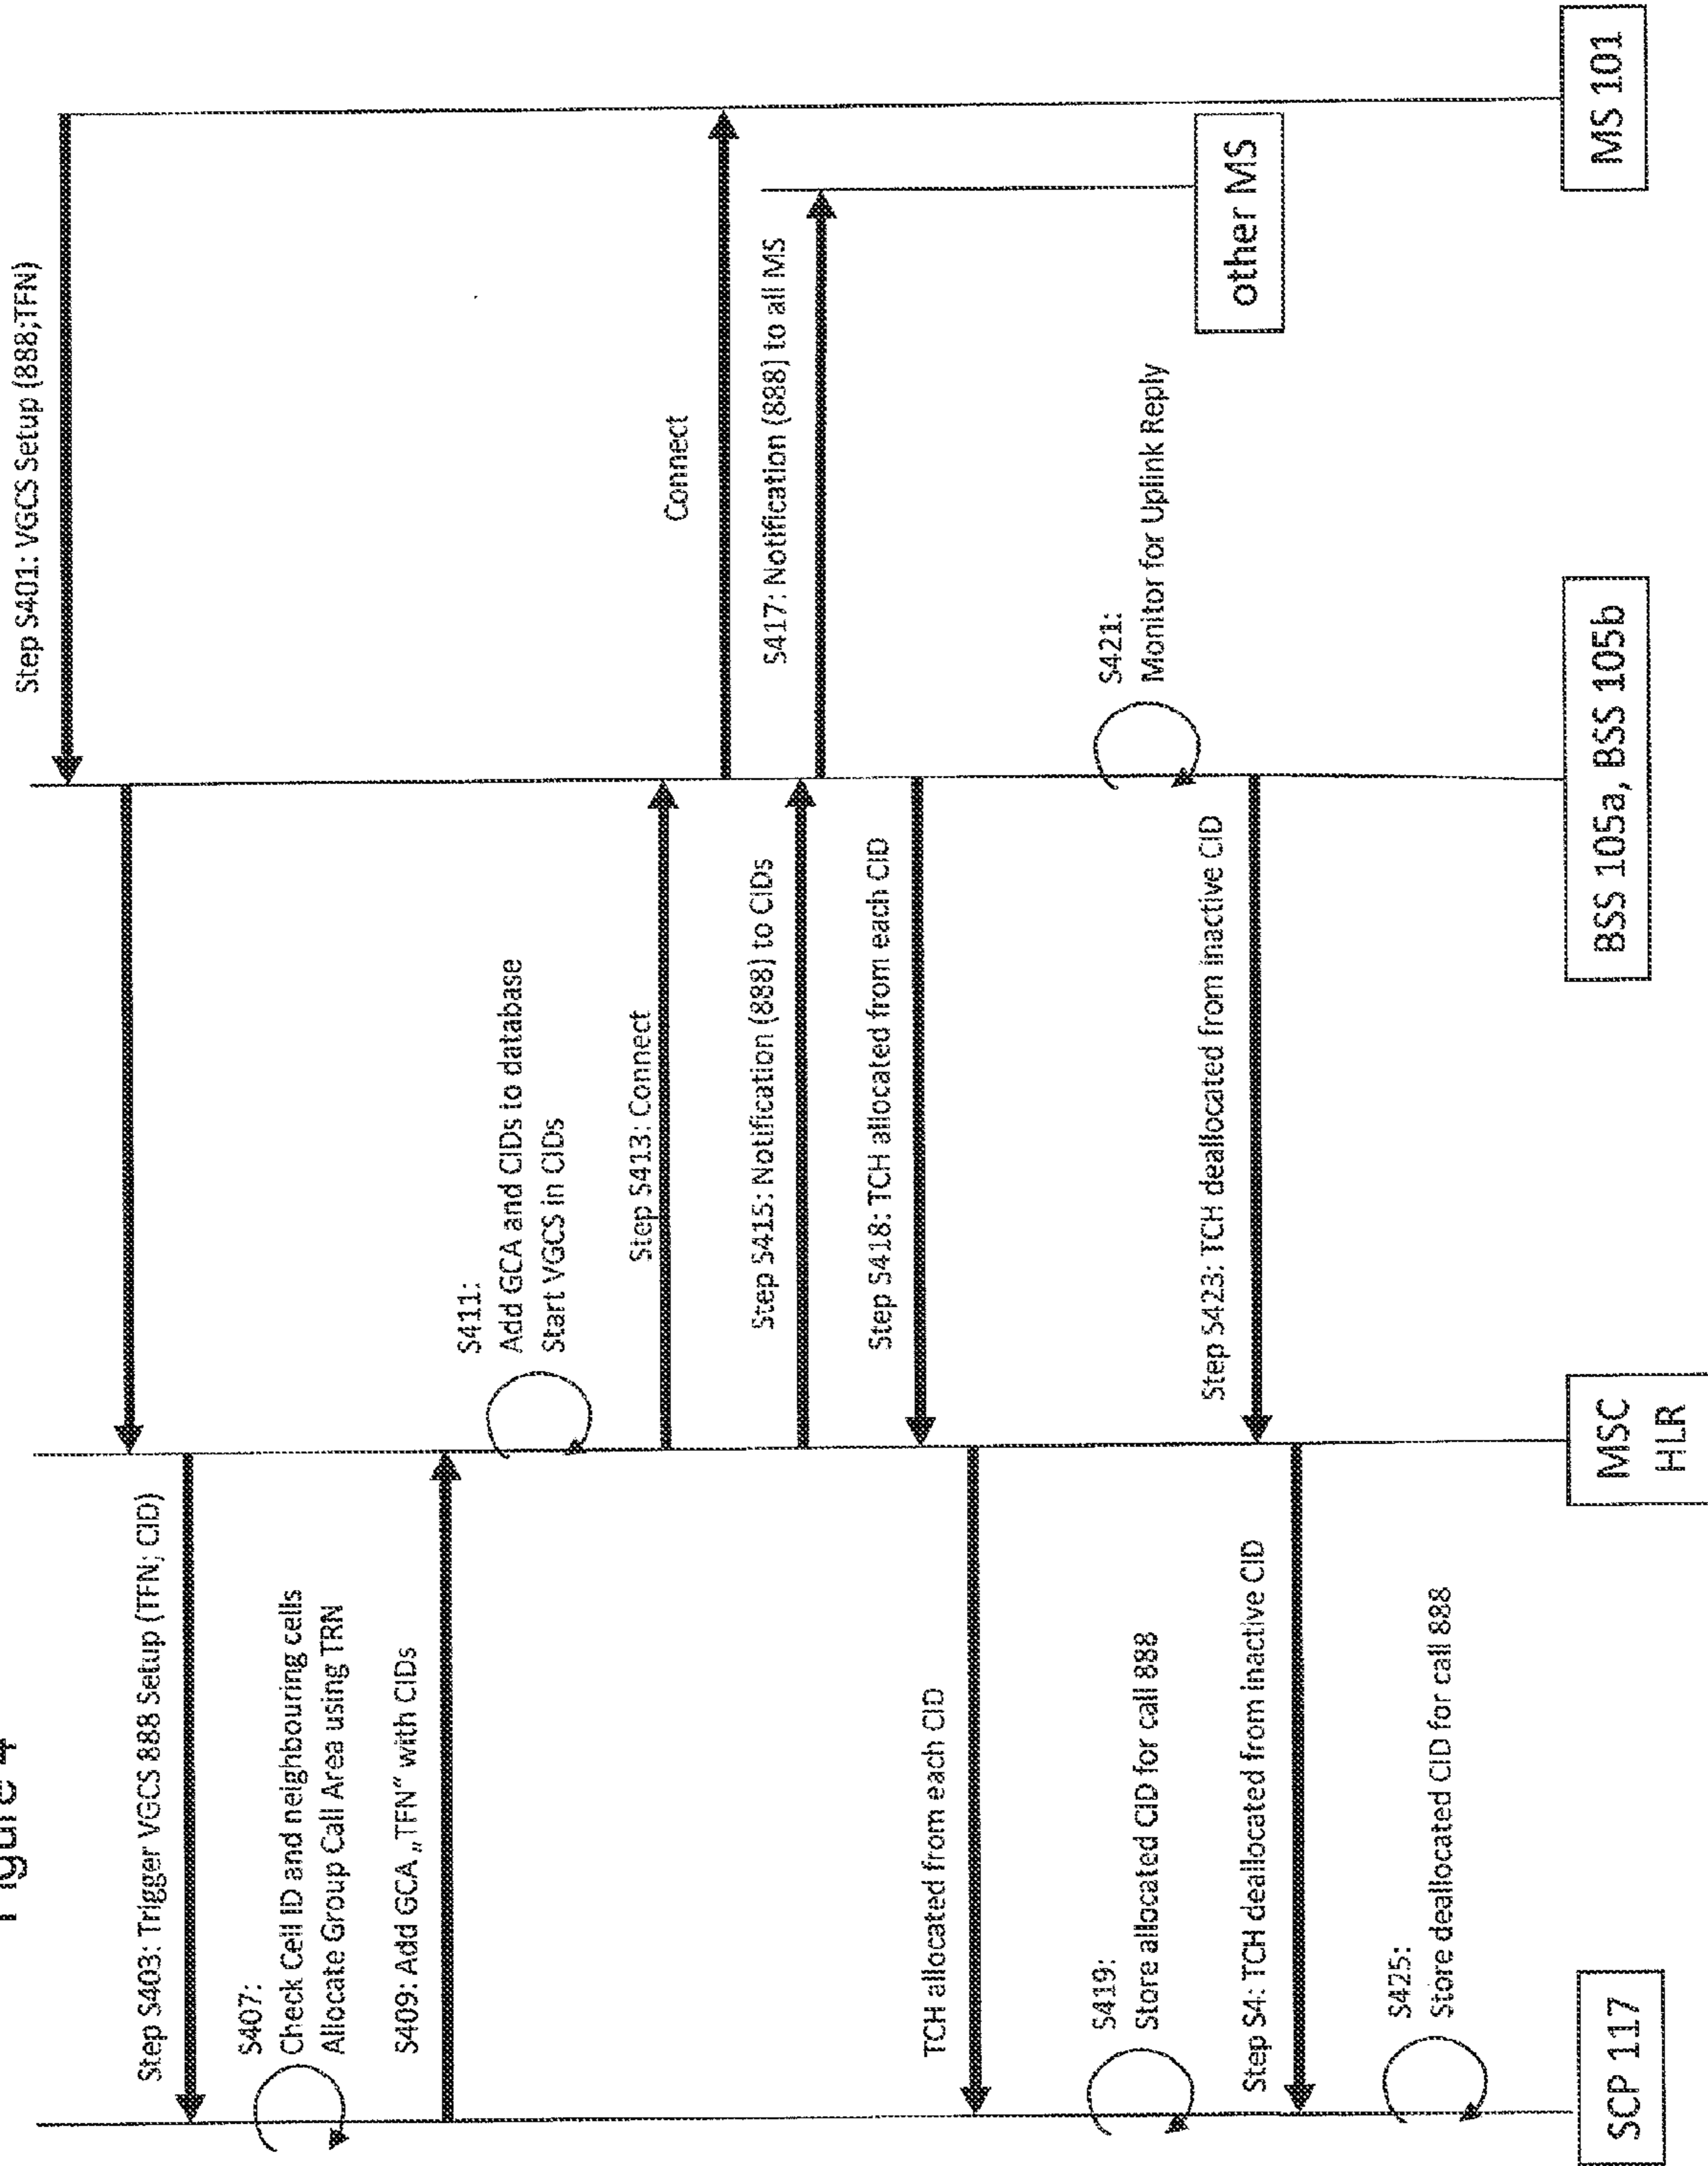 Figure 4
Step S401: VGCS Setup (888;TFN)
Step S403: Trigger VGCS 888 Setup (TFN; CID)
S407:
Check Cell ID and neighbouring cells
Allocate Group Call Area using TRN
S409: Add GCA „TFN“ with CIDs
S411:
Add GCA and CIDs to database
Start VGCS in CIDs
Step S413: Connect
Connect
Step S415: Notification (888) to CIDs
S417: Notification (888) to all MS
Step S418: TCH allocated from each CID
TCH allocated from each CID
S419:
Store allocated CID for call 888
S421:
Monitor for Uplink Reply
Step S423: TCH deallocated from inactive CID
Step S4: TCH deallocated from inactive CID
S425:
Store deallocated CID for call 888
other MS
SCP 117
MSC
HLR
BSS 105a, BSS 105b
MS 101